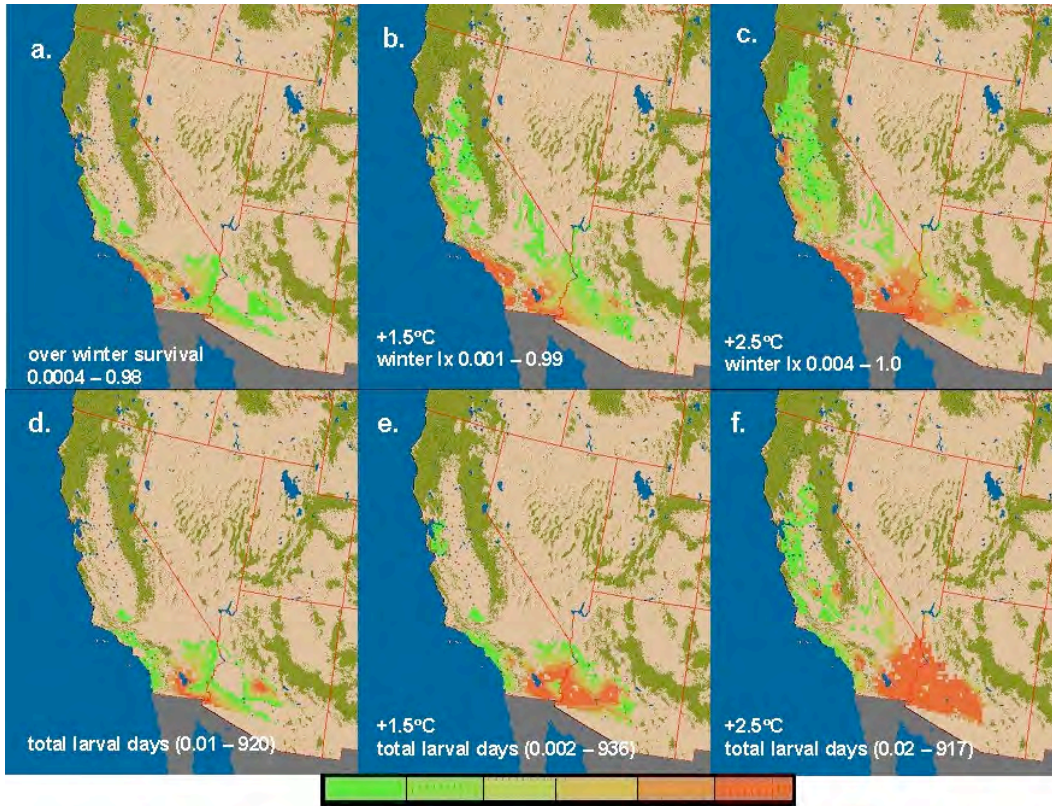 a.
over winter survival
0.0004 – 0.98
b.
+1.5°C
winter lx 0.001 – 0.99
c.
+2.5°C
winter lx 0.004 – 1.0
d.
total larval days (0.01 – 920)
e.
+1.5°C
total larval days (0.002 – 936)
f.
+2.5°C
total larval days (0.02 – 917)